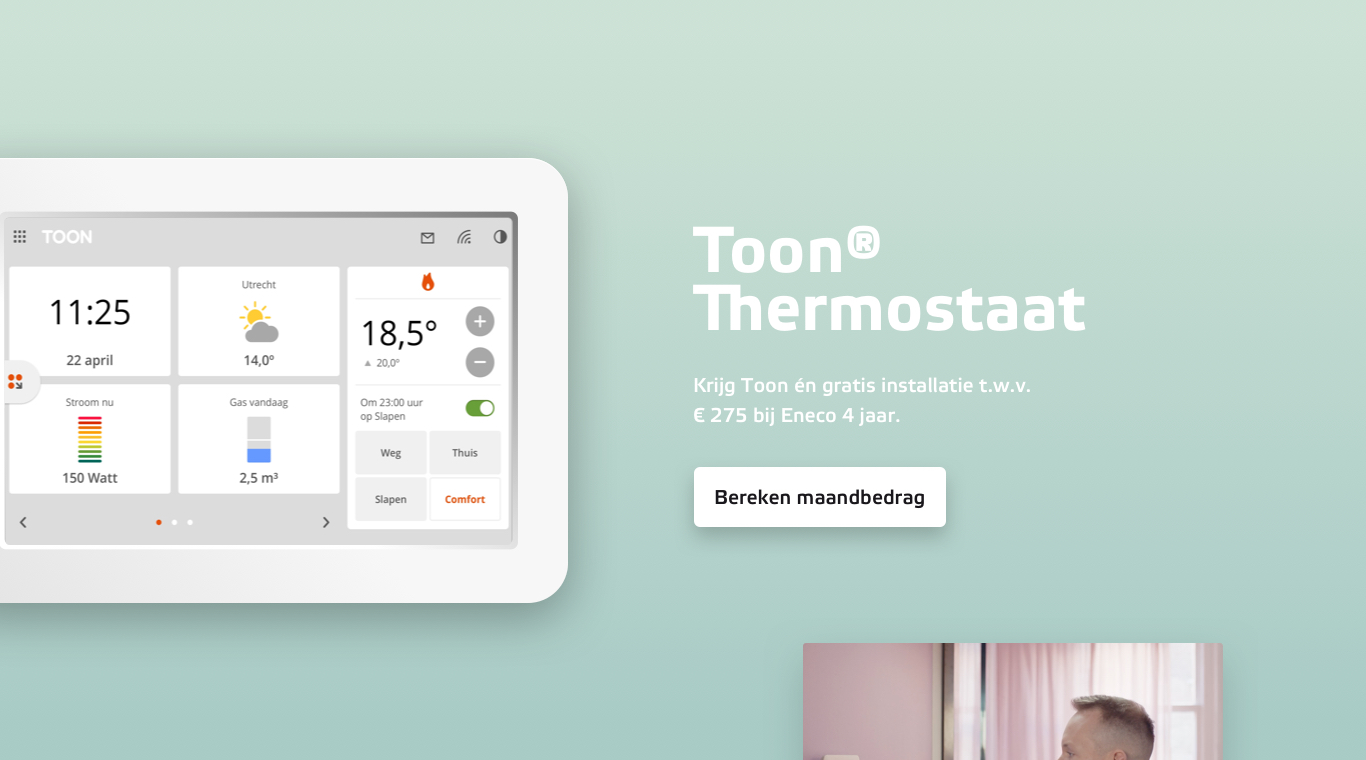 TOON
11:25
22 april
Utrecht
14,0°
18,5°
20,0°
Stroom nu
150 Watt
Gas vandaag
2,5 m³
Om 23:00 uur
op Slapen
Weg
Thuis
Slapen
Comfort
Toon®
Thermostaat
Krijg Toon én gratis installatie t.w.v.
€ 275 bij Eneco 4 jaar.
Bereken maandbedrag